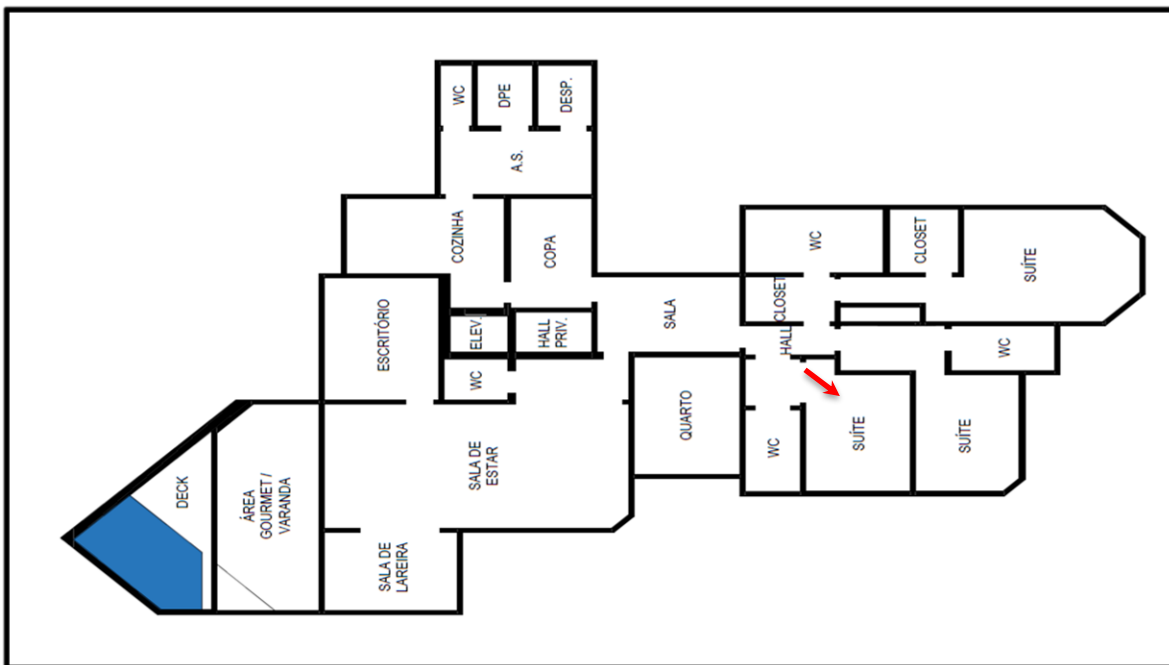 WC
DPE
DESP.
A.S.
COZINHA
COPA
WC
CLOSET
SUÍTE
CLOSET
ESCRITÓRIO
ELEV.
HALL
PRIV.
SALA
HALL
WC
WC
QUARTO
SUÍTE
SUÍTE
WC
SALA DE
ESTAR
DECK
ÁREA
GOURMET /
VARANDA
SALA DE
LAREIRA